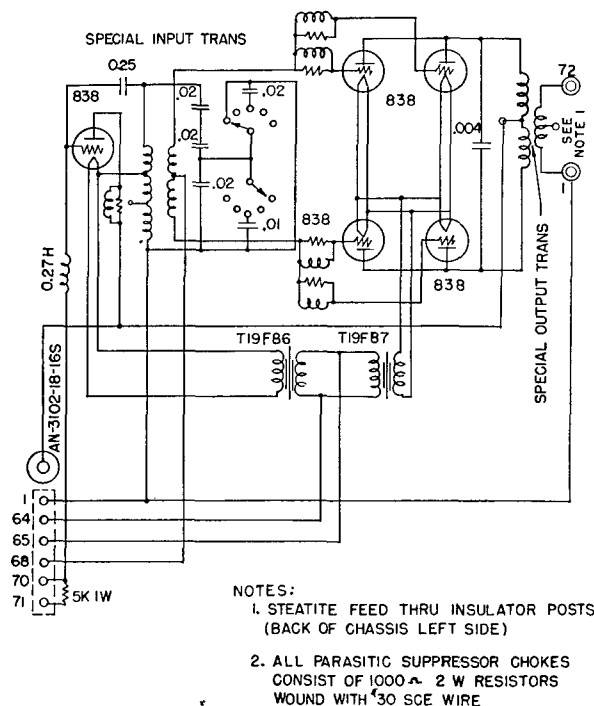 SPECIAL INPUT TRANS
0.25
838
.02
.02
.02
.02
.01
838
838
838
.004
72
SEE
NOTE 1
1
SPECIAL OUTPUT TRANS
0.27H
T19F86
T19F87
AN-3102-18-16S
1
64
65
68
70
71
5K 1W
NOTES:
1. STEATITE FEED THRU INSULATOR POSTS
(BACK OF CHASSIS LEFT SIDE)
2. ALL PARASITIC SUPPRESSOR CHOKES
CONSIST OF 1000 Ω 2 W RESISTORS
WOUND WITH #30 SCE WIRE